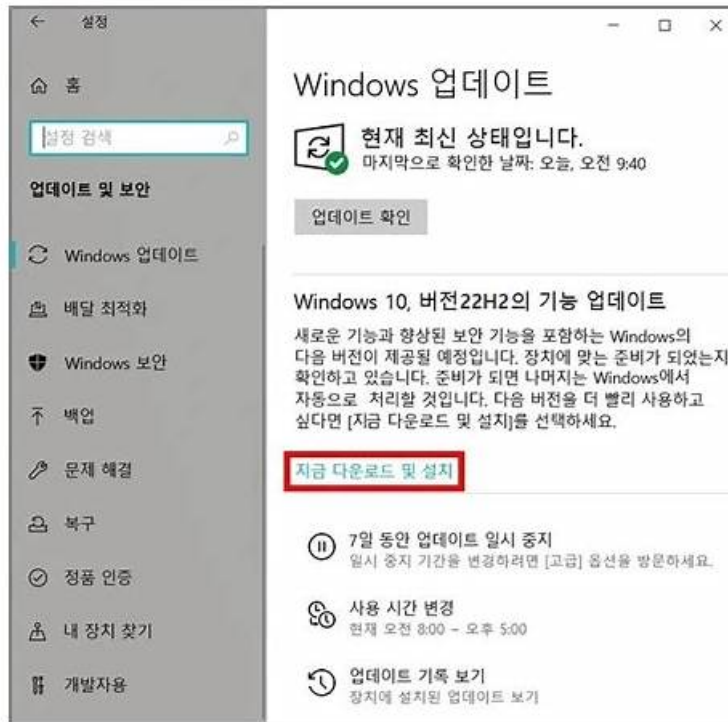 설정
홈
설정 검색
업데이트 및 보안
Windows 업데이트
배달 최적화
Windows 보안
백업
문제 해결
복구
정품 인증
내 장치 찾기
개발자용
Windows 업데이트
현재 최신 상태입니다.
마지막으로 확인한 날짜: 오늘, 오전 9:40
업데이트 확인
Windows 10, 버전22H2의 기능 업데이트
새로운 기능과 향상된 보안 기능을 포함하는 Windows의
다음 버전이 제공될 예정입니다. 장치에 맞는 준비가 되었는지
확인하고 있습니다. 준비가 되면 나머지는 Windows에서
자동으로 처리할 것입니다. 다음 버전을 더 빨리 사용하고
싶다면 [지금 다운로드 및 설치]를 선택하세요.
지금 다운로드 및 설치
7일 동안 업데이트 일시 중지
일시 중지 기간을 변경하려면 [고급] 옵션을 방문하세요.
사용 시간 변경
현재 오전 8:00 – 오후 5:00
업데이트 기록 보기
장치에 설치된 업데이트 보기